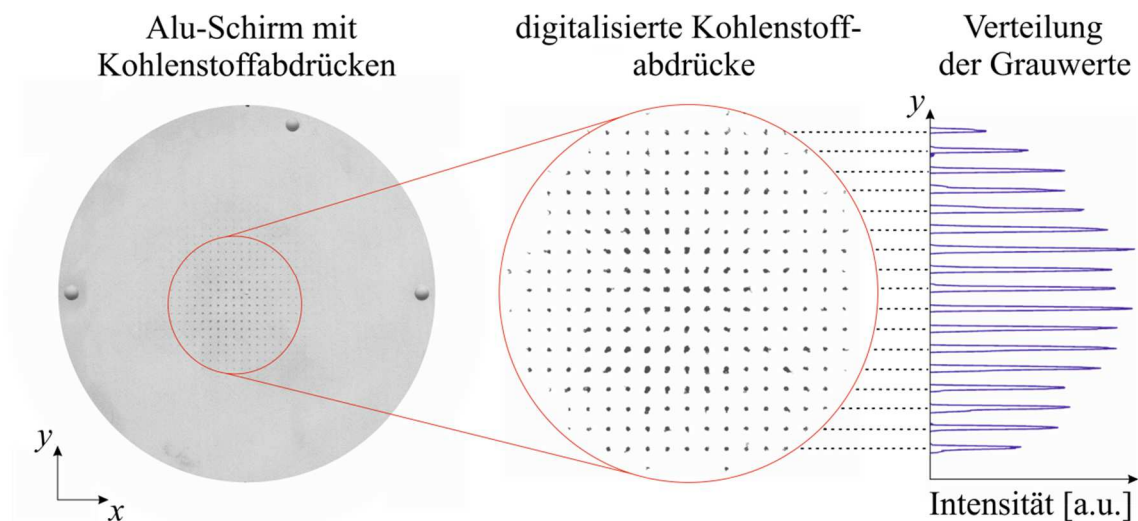 Alu-Schirm mit
Kohlenstoffabdrücken
digitalisierte Kohlenstoff-
abdrücke
Verteilung
der Grauwerte
y
y
x
Intensität [a.u.]